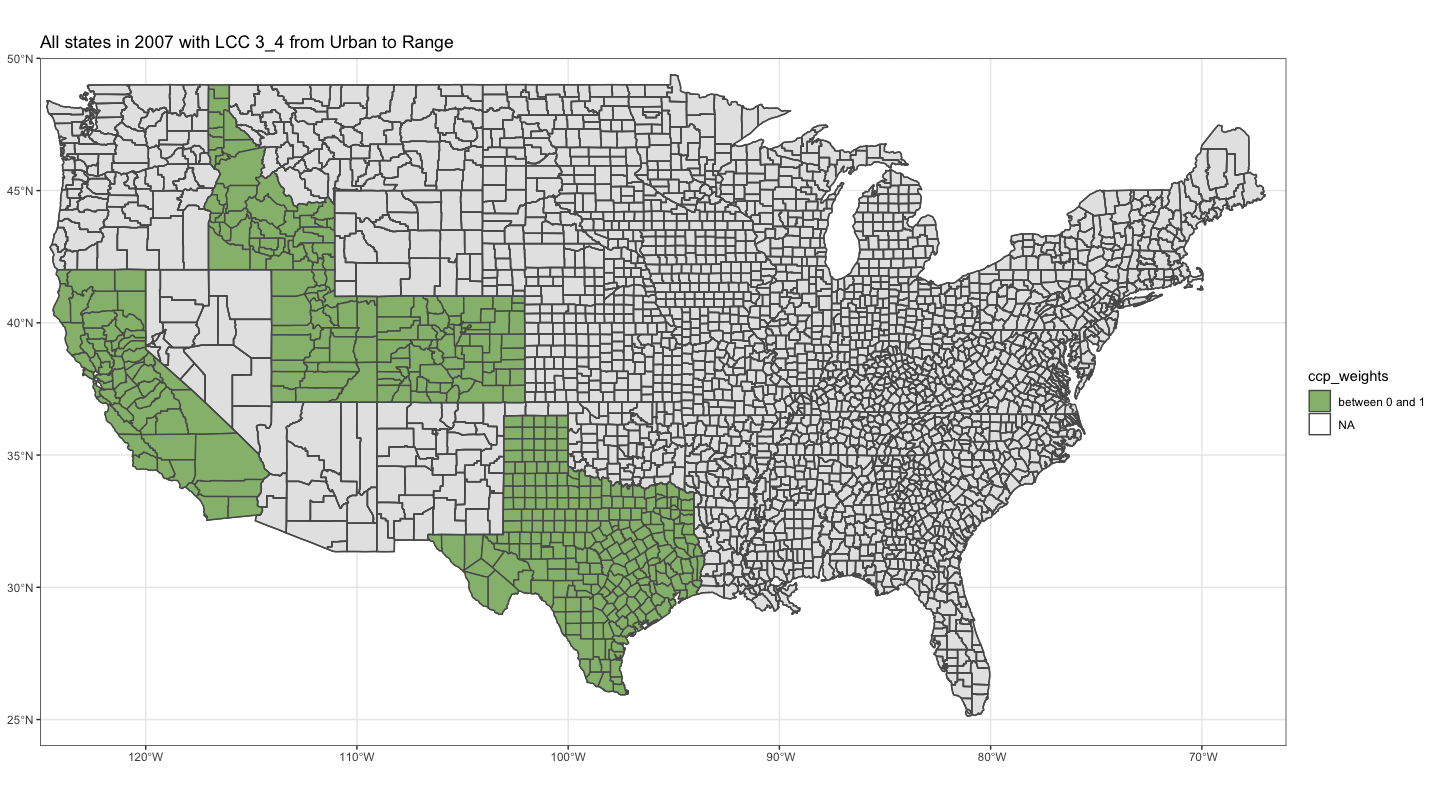 All states in 2007 with LCC 3_4 from Urban to Range
50°N
45°N
40°N
35°N
30°N
25°N
120°W
110°W
100°W
90°W
80°W
70°W
ccp_weights
between 0 and 1
NA